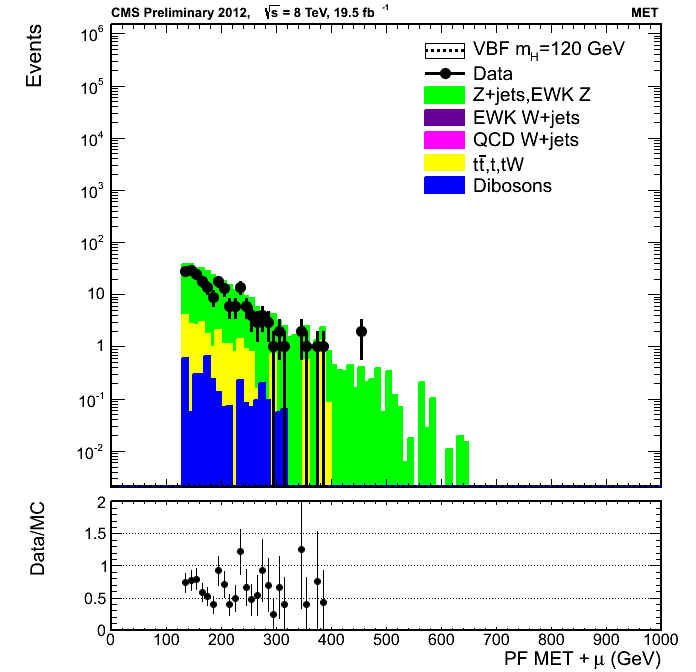 CMS Preliminary 2012, √s = 8 TeV, 19.5 fb⁻¹ MET
Events
10⁶
10⁵
10⁴
10³
10²
10
1
10⁻¹
10⁻²
VBF m_H=120 GeV
Data
Z+jets,EWK Z
EWK W+jets
QCD W+jets
tt̄,t,tW
Dibosons
Data/MC
2
1.5
1
0.5
0
0 100 200 300 400 500 600 700 800 900 1000
PF MET + μ (GeV)